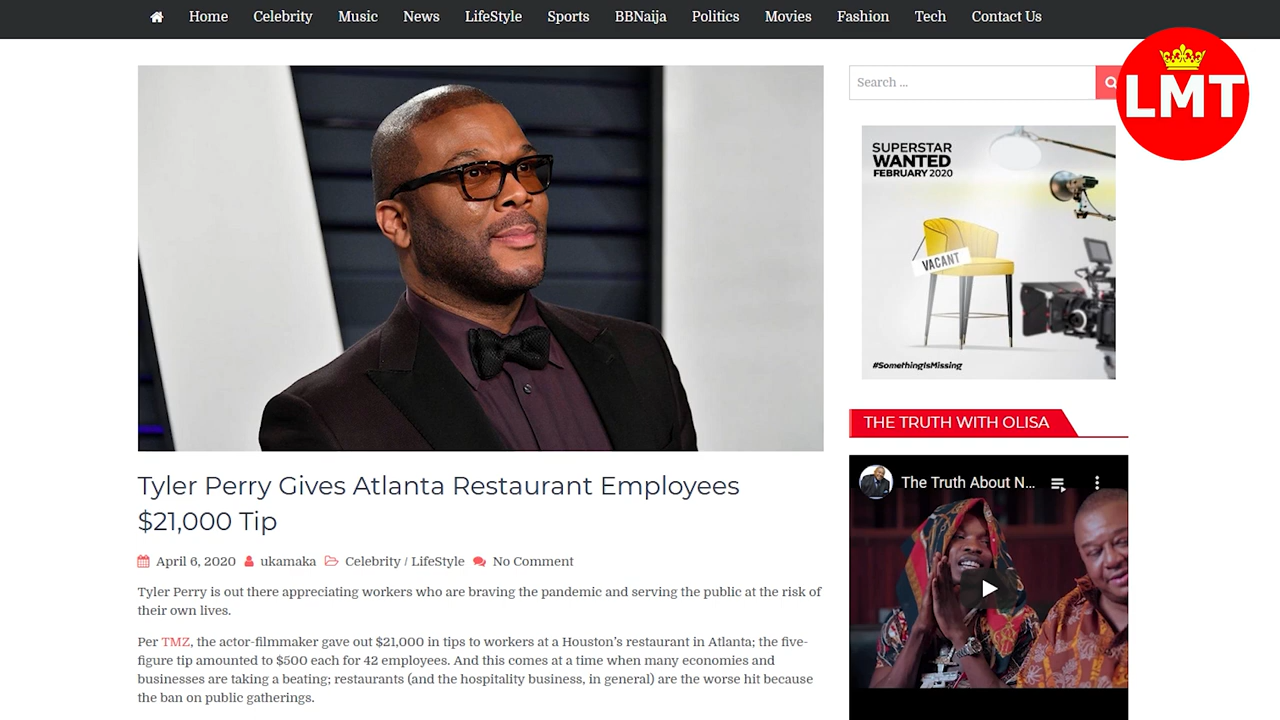 Home Celebrity Music News LifeStyle Sports BBNaija Politics Movies Fashion Tech Contact Us
LMT
Search ...
SUPERSTAR
WANTED
FEBRUARY 2020
VACANT
#SomethingIsMissing
THE TRUTH WITH OLISA
The Truth About N...
Tyler Perry Gives Atlanta Restaurant Employees
$21,000 Tip
April 6, 2020 ukamaka Celebrity / LifeStyle No Comment
Tyler Perry is out there appreciating workers who are braving the pandemic and serving the public at the risk of
their own lives.
Per TMZ, the actor-filmmaker gave out $21,000 in tips to workers at a Houston’s restaurant in Atlanta; the five-
figure tip amounted to $500 each for 42 employees. And this comes at a time when many economies and
businesses are taking a beating; restaurants (and the hospitality business, in general) are the worse hit because
the ban on public gatherings.